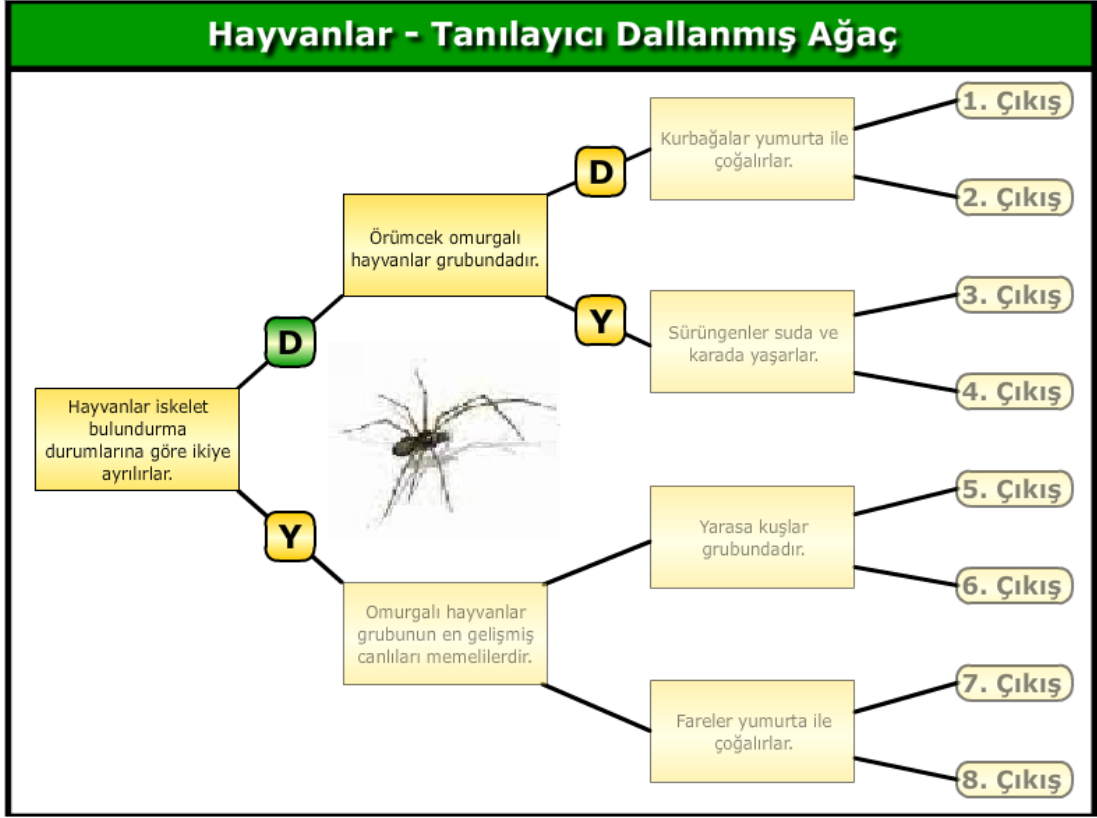 Hayvanlar - Tanılayıcı Dallanmış Ağaç
Hayvanlar iskelet
bulundurma
durumlarına göre ikiye
ayrılırlar.
D
Y
Örümcek omurgalı
hayvanlar grubundadır.
D
Y
Omurgalı hayvanlar
grubunun en gelişmiş
canlıları memelilerdir.
Kurbağalar yumurta ile
çoğalırlar.
Sürüngenler suda ve
karada yaşarlar.
Yarasa kuşlar
grubundadır.
Fareler yumurta ile
çoğalırlar.
1. Çıkış
2. Çıkış
3. Çıkış
4. Çıkış
5. Çıkış
6. Çıkış
7. Çıkış
8. Çıkış